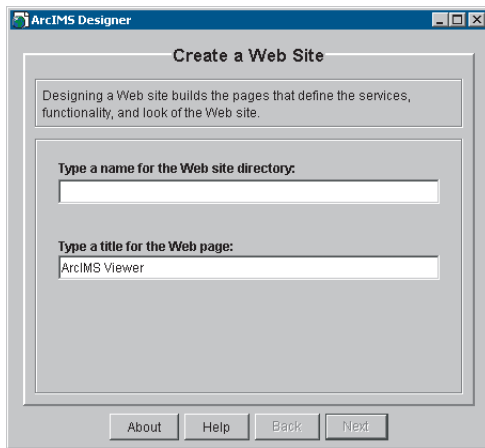 ArcIMS Designer
Create a Web Site
Designing a Web site builds the pages that define the services,
functionality, and look of the Web site.
Type a name for the Web site directory:
Type a title for the Web page:
ArcIMS Viewer
About Help Back Next